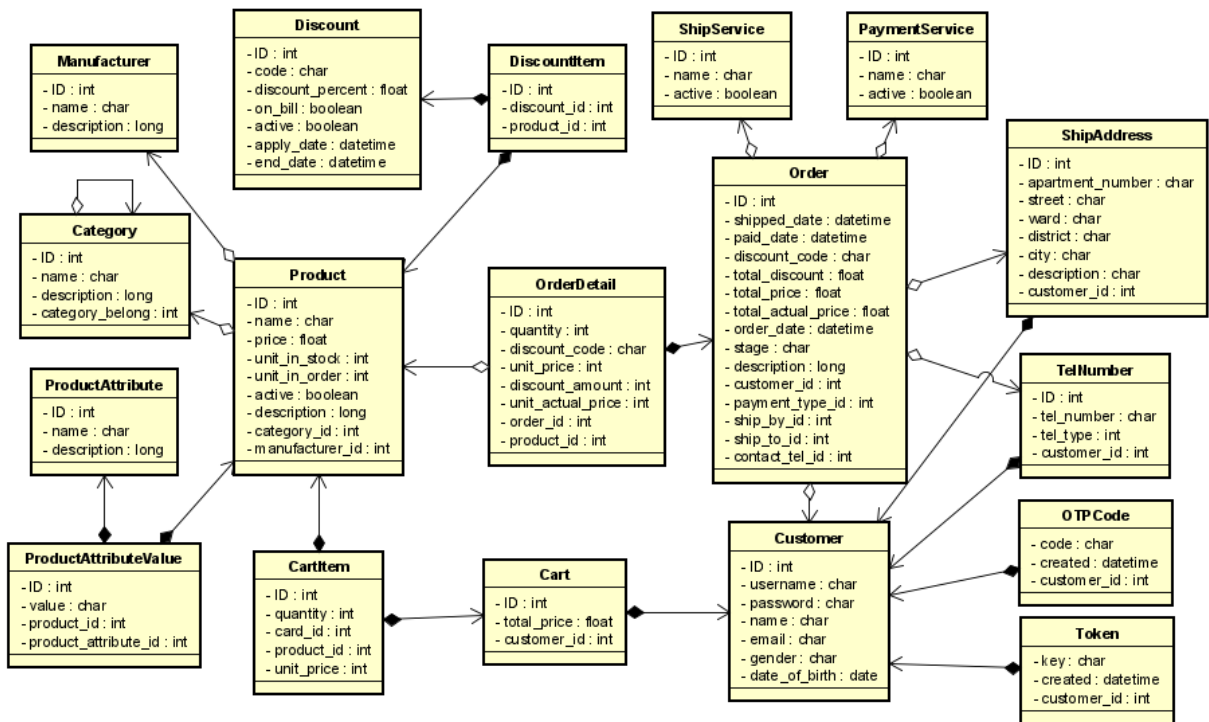 Manufacturer
- ID : int
- name : char
- description : long
Discount
- ID : int
- code : char
- discount_percent : float
- on_bill : boolean
- active : boolean
- apply_date : datetime
- end_date : datetime
DiscountItem
- ID : int
- discount_id : int
- product_id : int
ShipService
- ID : int
- name : char
- active : boolean
PaymentService
- ID : int
- name : char
- active : boolean
ShipAddress
- ID : int
- apartment_number : char
- street : char
- ward : char
- district : char
- city : char
- description : char
- customer_id : int
Category
- ID : int
- name : char
- description : long
- category_belong : int
Product
- ID : int
- name : char
- price : float
- unit_in_stock : int
- unit_in_order : int
- active : boolean
- description : long
- category_id : int
- manufacturer_id : int
OrderDetail
- ID : int
- quantity : int
- discount_code : char
- unit_price : int
- discount_amount : int
- unit_actual_price : int
- order_id : int
- product_id : int
Order
- ID : int
- shipped_date : datetime
- paid_date : datetime
- discount_code : char
- total_discount : float
- total_price : float
- total_actual_price : float
- order_date : datetime
- stage : char
- description : long
- customer_id : int
- payment_type_id : int
- ship_by_id : int
- ship_to_id : int
- contact_tel_id : int
TelNumber
- ID : int
- tel_number : char
- tel_type : int
- customer_id : int
ProductAttribute
- ID : int
- name : char
- description : long
ProductAttributeValue
- ID : int
- value : char
- product_id : int
- product_attribute_id : int
CartItem
- ID : int
- quantity : int
- card_id : int
- product_id : int
- unit_price : int
Cart
- ID : int
- total_price : float
- customer_id : int
Customer
- ID : int
- username : char
- password : char
- name : char
- email : char
- gender : char
- date_of_birth : date
OTPCode
- code : char
- created : datetime
- customer_id : int
Token
- key : char
- created : datetime
- customer_id : int